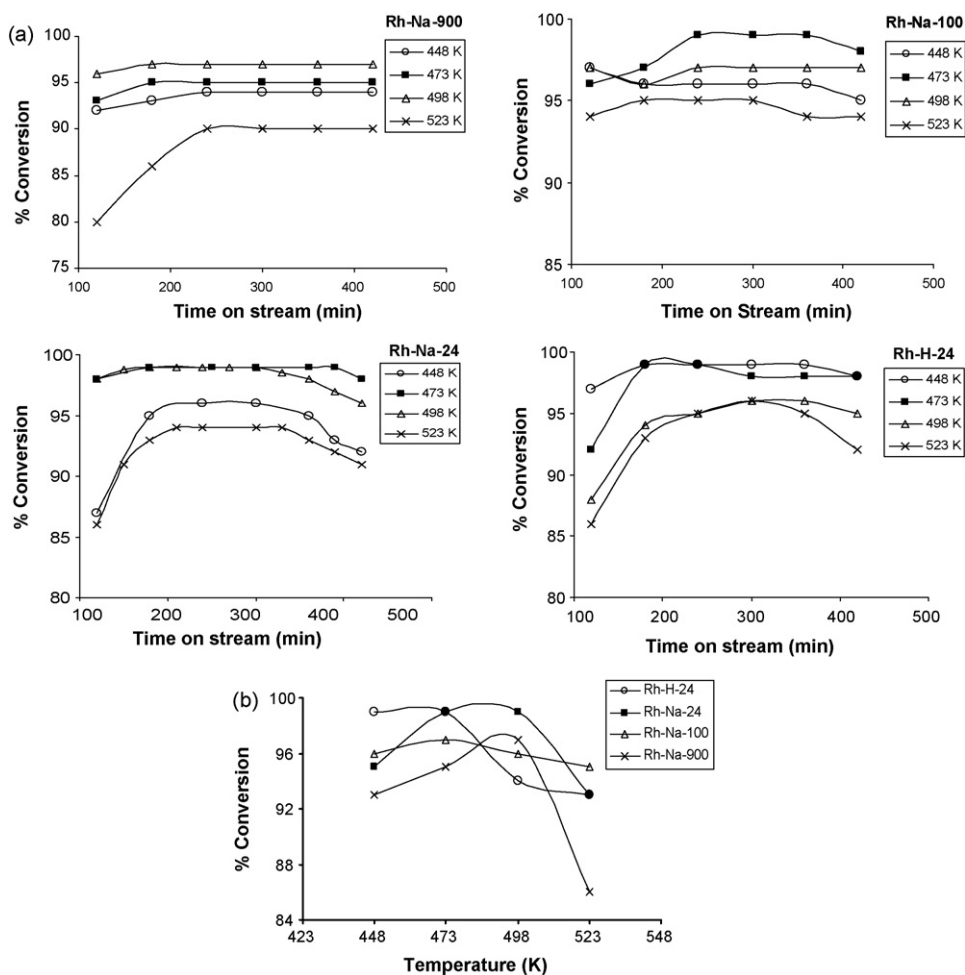 (a)
Rh-Na-900
448 K
473 K
498 K
523 K
100
95
90
85
80
75
% Conversion
100
200
300
400
500
Time on stream (min)
Rh-Na-100
448 K
473 K
498 K
523 K
100
95
90
85
% Conversion
100
200
300
400
500
Time on Stream (min)
Rh-Na-24
448 K
473 K
498 K
523 K
100
95
90
85
80
% Conversion
100
200
300
400
500
Time on stream (min)
Rh-H-24
448 K
473 K
498 K
523 K
100
95
90
85
80
% Conversion
100
200
300
400
500
Time on stream (min)
(b)
Rh-H-24
Rh-Na-24
Rh-Na-100
Rh-Na-900
100
96
92
88
84
% Conversion
423
448
473
498
523
548
Temperature (K)